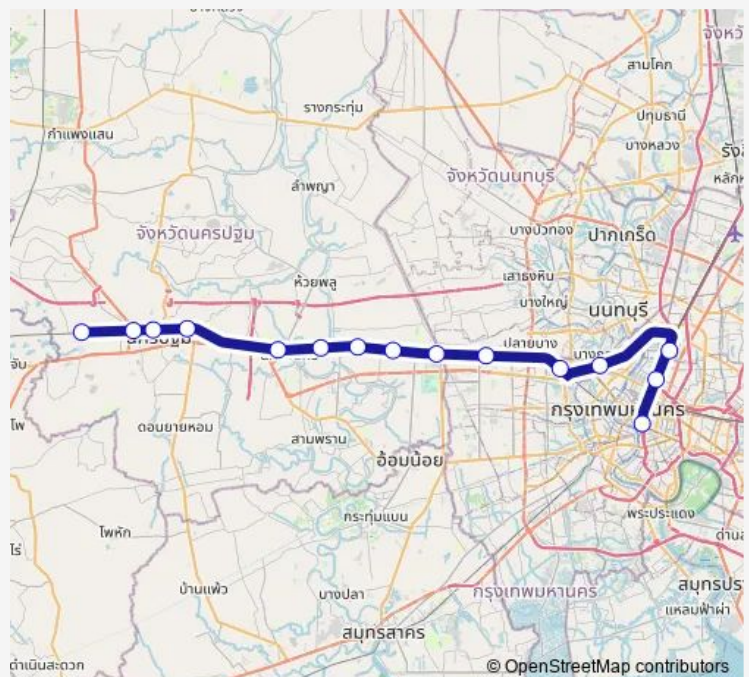 จังหวั
สามโคก
รางกระทุ่ม
ปทุมธานี
กำแพงแสน
บางหลวง
รังสิ
หลักห
จังหวัดนนทบุรี
ลำพญา
บางบัวทอง
ปากเกร็ด
จังหวัดนครปฐม
เสาธงหิน
ห้วยพลู
บางใหญ่
นนทบุรี
ปลายบาง
นครปฐม
จับ
กรุงเทพมหานคร
ดอนยายหอม
สามพราน
อ้อมน้อย
พระประแดง
กระทุ่มแบน
โพหัก
ด่านส
ไร่
บ้านแพ้ว
บางปลา
กรุงเทพมหานคร
สมุทรปร
แหลมฟ้าผ่า
สมุทรสาคร
ดำเนินสะดวก
© OpenStreetMap contributors